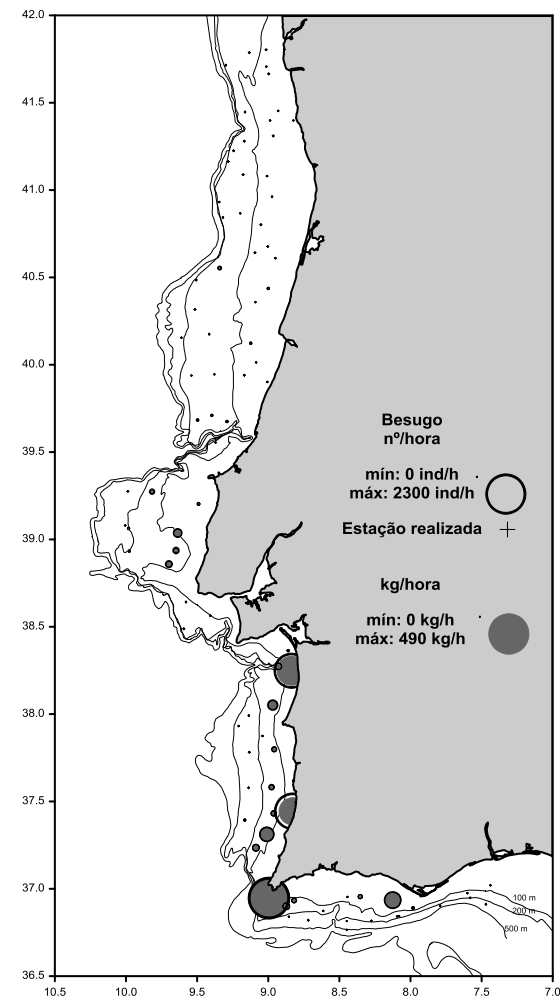 42.0
41.5
41.0
40.5
40.0
39.5
39.0
38.5
38.0
37.5
37.0
36.5
Besugo
nº/hora
mín: 0 ind/h
máx: 2300 ind/h
Estação realizada
kg/hora
mín: 0 kg/h
máx: 490 kg/h
100 m
200 m
500 m
10.5 10.0 9.5 9.0 8.5 8.0 7.5 7.0